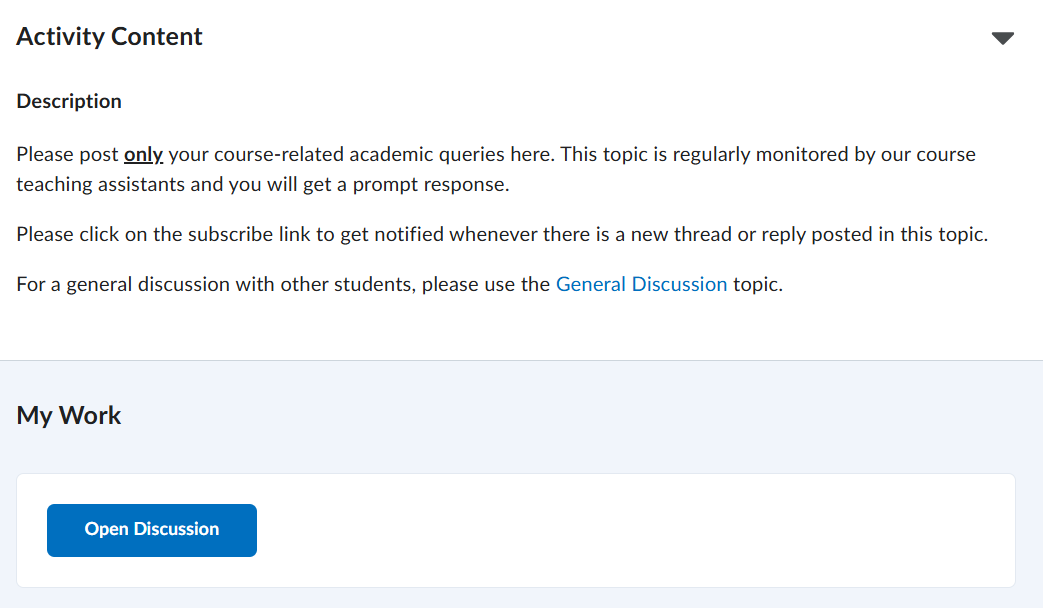 Activity Content
Description
Please post only your course-related academic queries here. This topic is regularly monitored by our course
teaching assistants and you will get a prompt response.
Please click on the subscribe link to get notified whenever there is a new thread or reply posted in this topic.
For a general discussion with other students, please use the General Discussion topic.
My Work
Open Discussion